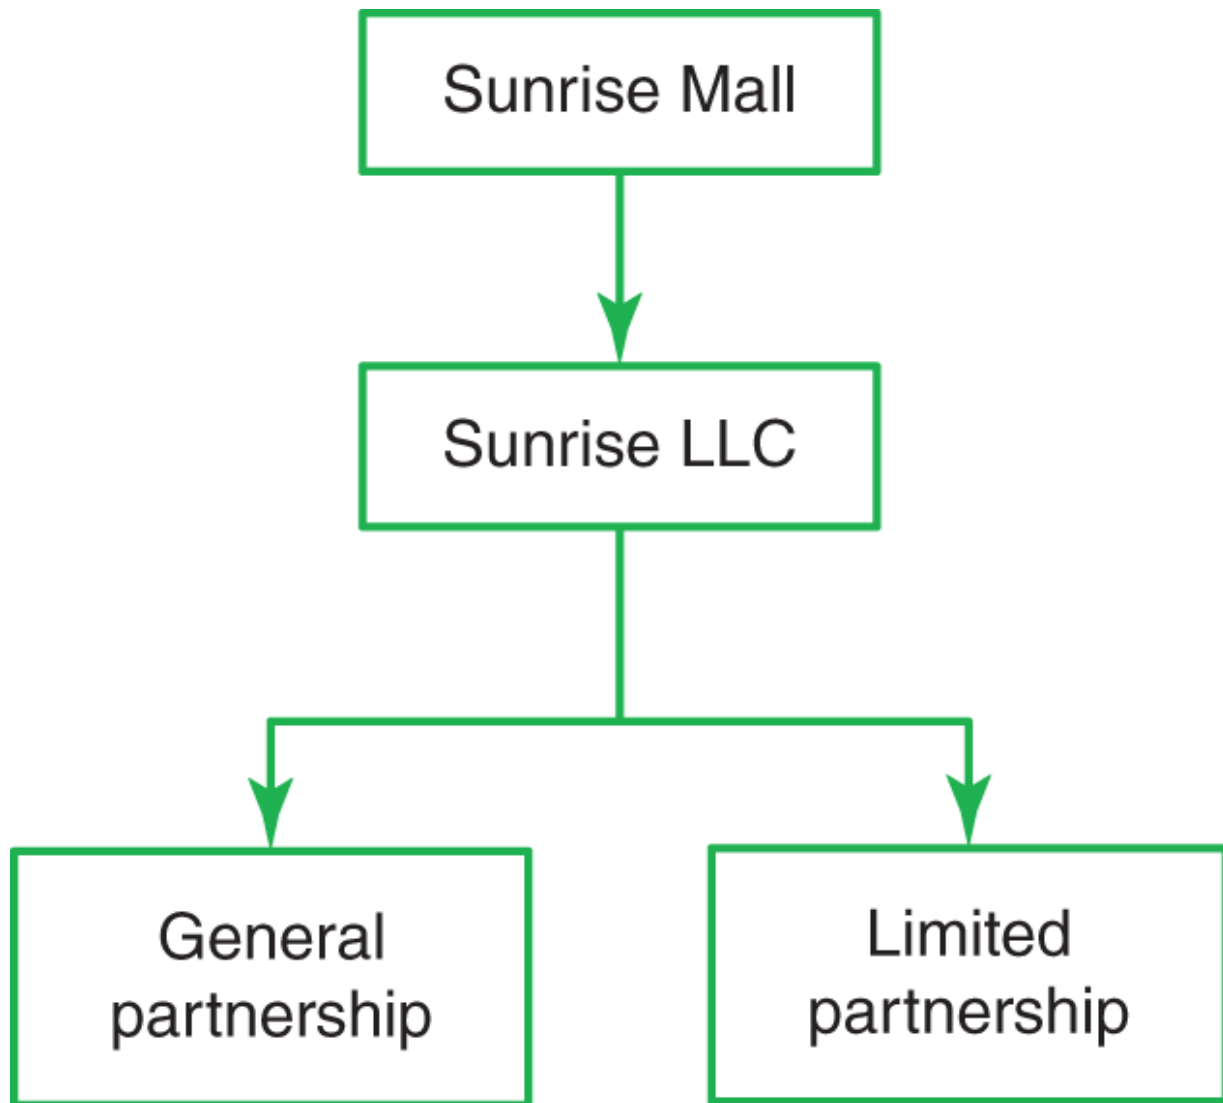 Sunrise Mall
Sunrise LLC
General
partnership
Limited
partnership